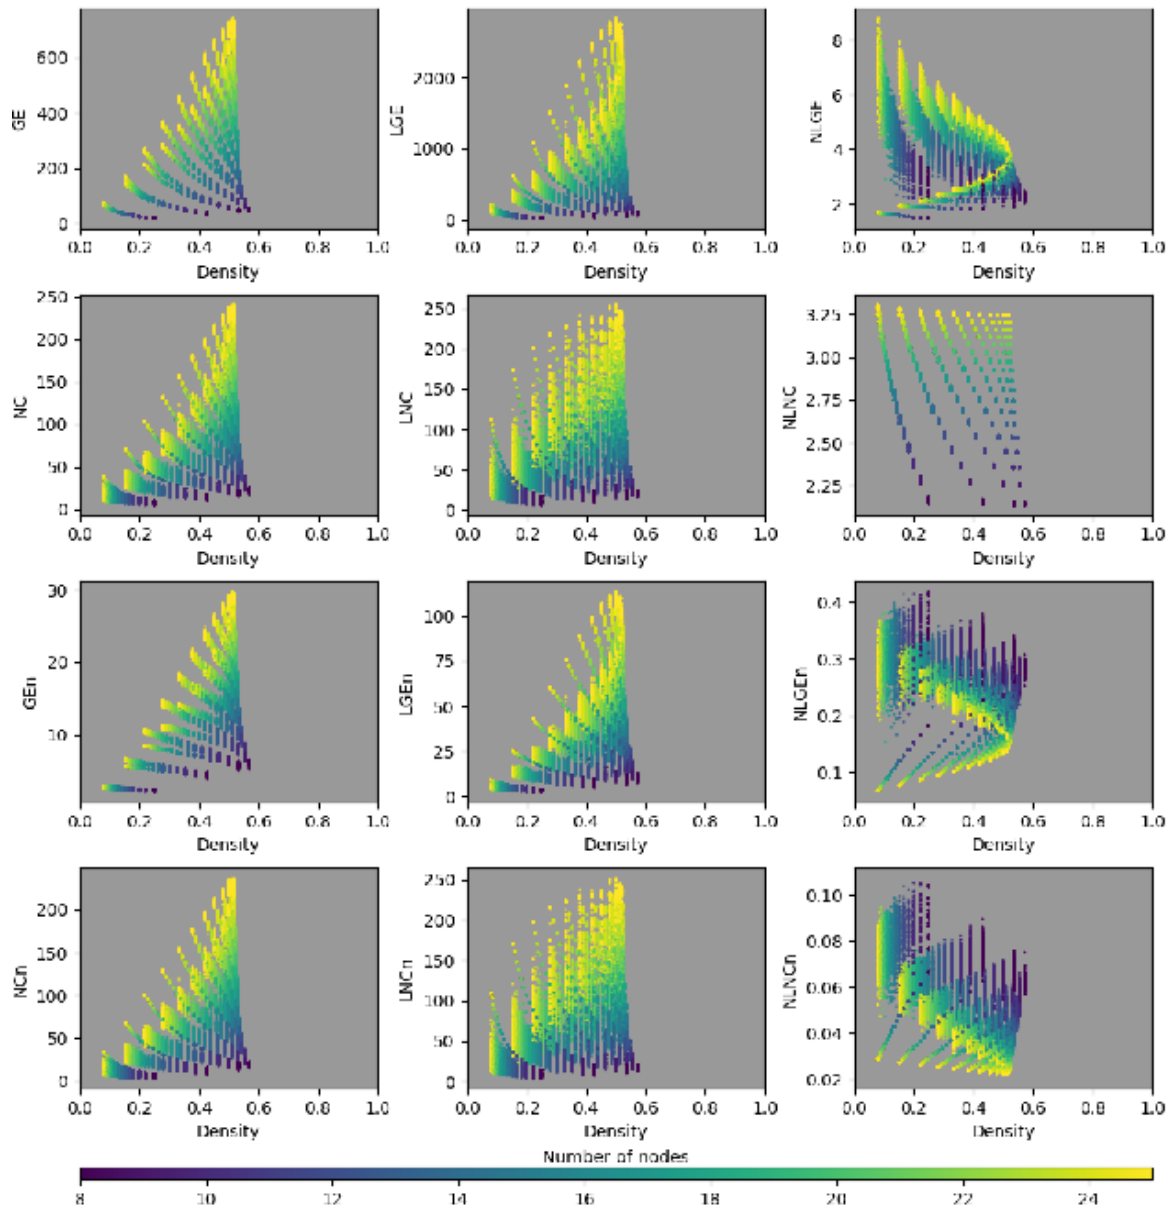 600
400
200
0
GE
0.0 0.2 0.4 0.6 0.8 1.0
Density
2000
1000
0
LGE
0.0 0.2 0.4 0.6 0.8 1.0
Density
8
6
4
2
NLGE
0.0 0.2 0.4 0.6 0.8 1.0
Density
250
200
150
100
50
0
NC
0.0 0.2 0.4 0.6 0.8 1.0
Density
250
200
150
100
50
0
LNC
0.0 0.2 0.4 0.6 0.8 1.0
Density
3.25
3.00
2.75
2.50
2.25
NLNC
0.0 0.2 0.4 0.6 0.8 1.0
Density
30
20
10
GEn
0.0 0.2 0.4 0.6 0.8 1.0
Density
100
75
50
25
0
LGEn
0.0 0.2 0.4 0.6 0.8 1.0
Density
0.4
0.3
0.2
0.1
NLGEn
0.0 0.2 0.4 0.6 0.8 1.0
Density
200
150
100
50
0
NCn
0.0 0.2 0.4 0.6 0.8 1.0
Density
250
200
150
100
50
0
LNCn
0.0 0.2 0.4 0.6 0.8 1.0
Density
0.10
0.08
0.06
0.04
0.02
NLNCn
0.0 0.2 0.4 0.6 0.8 1.0
Density
Number of nodes
8 10 12 14 16 18 20 22 24